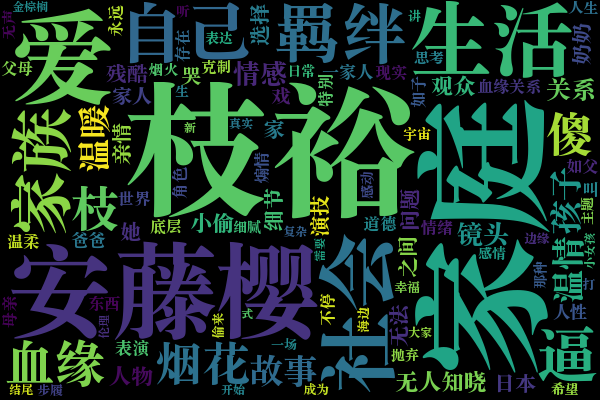 金棕榈
永远
自己
听
选择
羁绊
讲
生活
人生
无声
爱
存在
表达
思考
奶奶
父母
残酷
烟火
克制
哭
情感
日常
特别
家人
现实
如于
观众
血缘关系
关系
家人
生
戏
枝裕
家庭
家族
温暖
亲情
新
真实
家
煽情
感动
宇宙
傻
如父
角色
枝
世界
底层
小偷
细腻
细节
复杂
演技
道德
问题
情绪
镜头
边缘
孩子
主题
温柔
爸爸
她
需要
之间
感情
温情
小女孩
安藤樱
社会
不停
海边
幸福
那种
打
人性
母亲
东西
伦理
偷来
式
无法
大家
抛弃
逼
血缘
表演
烟花
一场
故事
人物
无人知晓
日本
结尾
步履
开始
成为
希望